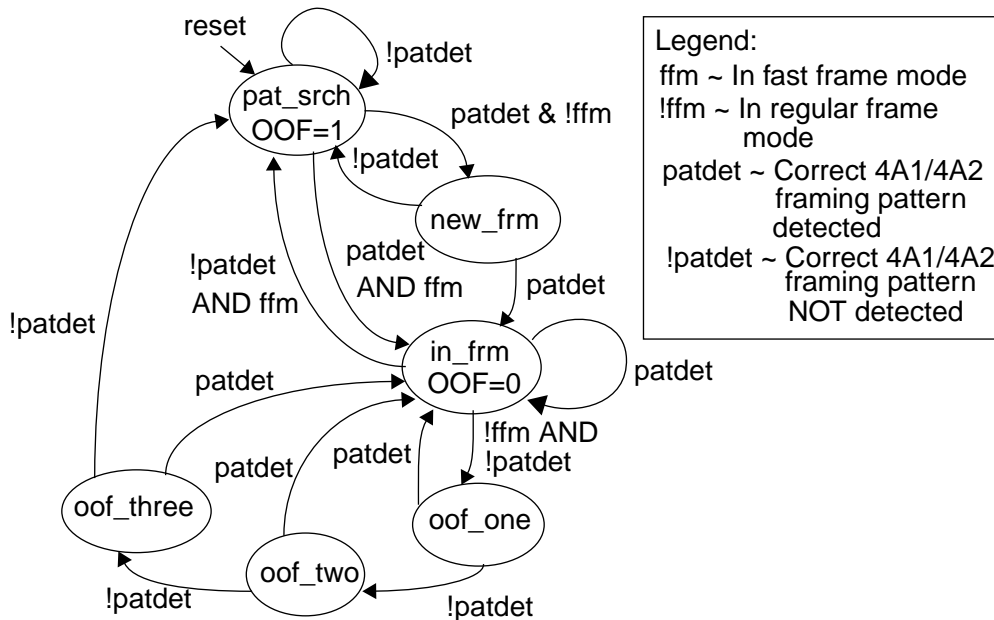 reset
!patdet
pat_srch
OOF=1
patdet & !ffm
!patdet
new_frm
patdet
AND ffm
!patdet
AND ffm
patdet
!patdet
in_frm
OOF=0
patdet
patdet
!ffm AND
!patdet
patdet
patdet
oof_three
oof_one
oof_two
!patdet
!patdet
Legend:
ffm ~ In fast frame mode
!ffm ~ In regular frame
mode
patdet ~ Correct 4A1/4A2
framing pattern
detected
!patdet ~ Correct 4A1/4A2
framing pattern
NOT detected